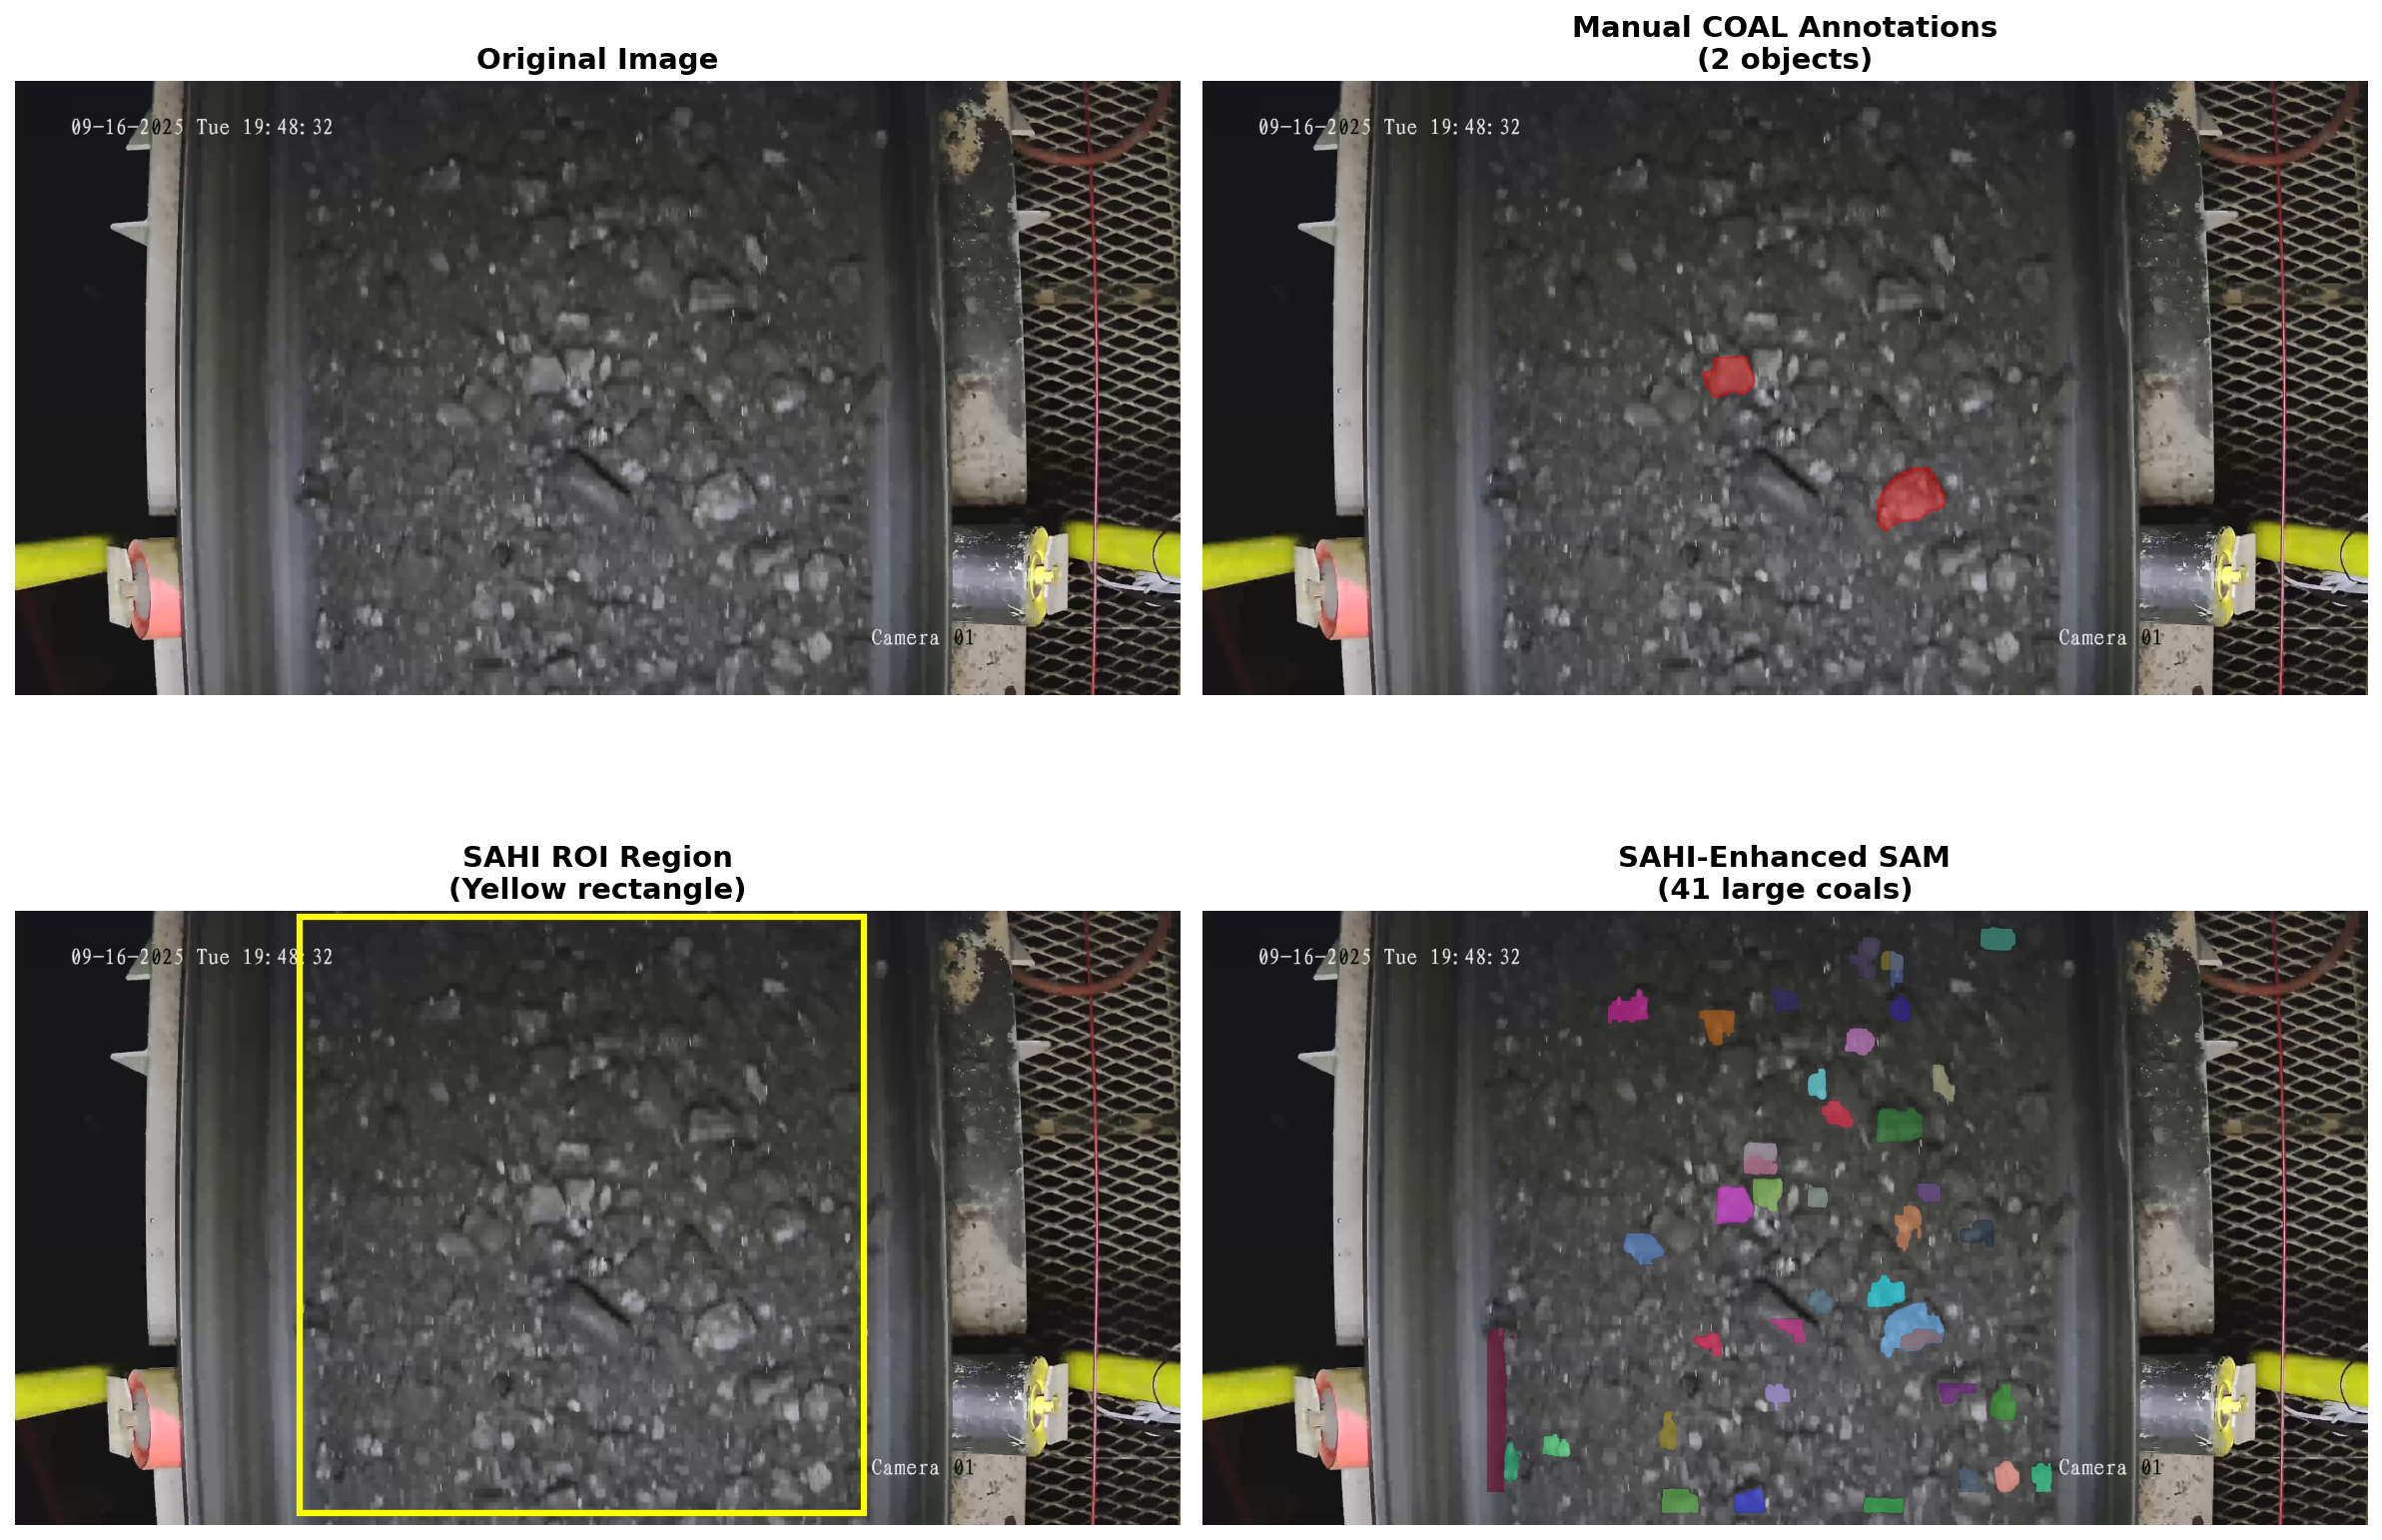 Original Image
09-16-2025 Tue 19:48:32
Camera 01
Manual COAL Annotations
(2 objects)
09-16-2025 Tue 19:48:32
Camera 01
SAHI ROI Region
(Yellow rectangle)
09-16-2025 Tue 19:48:32
Camera 01
SAHI-Enhanced SAM
(41 large coals)
09-16-2025 Tue 19:48:32
Camera 01